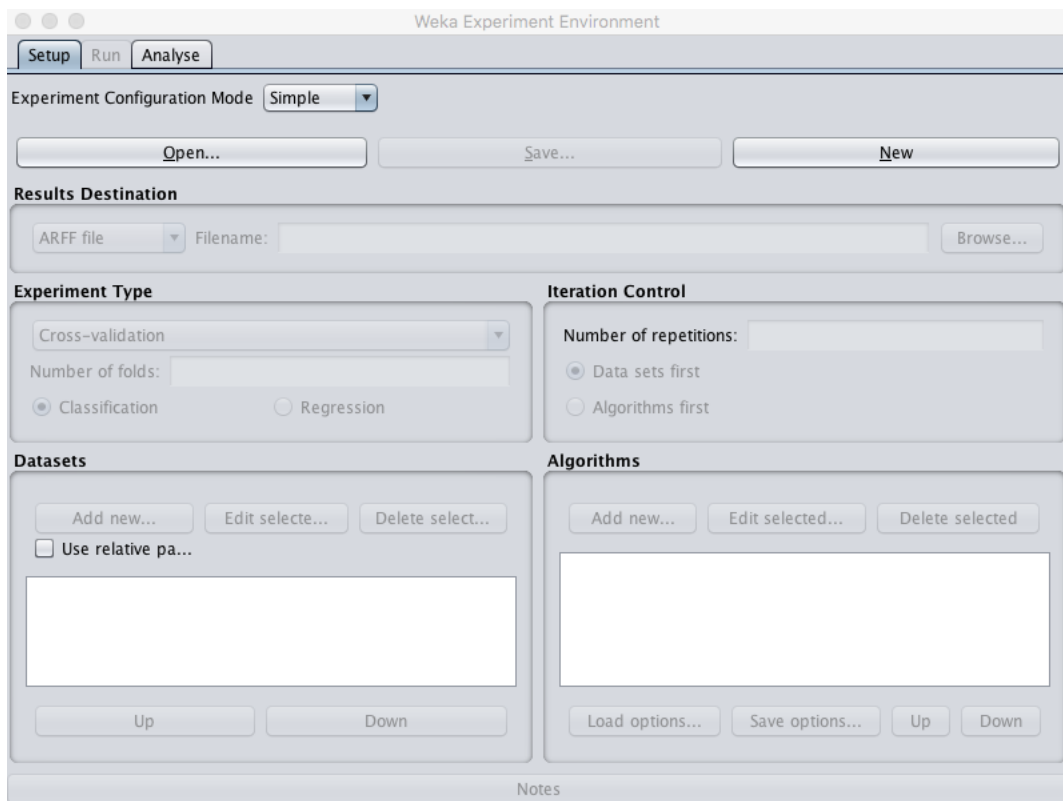 Weka Experiment Environment
Setup Run Analyse
Experiment Configuration Mode Simple
Open... Save... New
Results Destination
ARFF file Filename: Browse...
Experiment Type
Cross-validation
Number of folds:
Classification Regression
Iteration Control
Number of repetitions:
Data sets first
Algorithms first
Datasets
Add new... Edit selecte... Delete select...
Use relative pa...
Up Down
Algorithms
Add new... Edit selected... Delete selected
Load options... Save options... Up Down
Notes